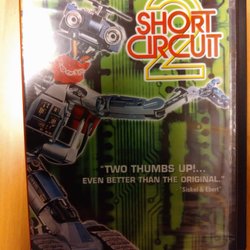 SHORT
CIRCUIT
2
"TWO THUMBS UP!...
EVEN BETTER THAN THE ORIGINAL."
"Siskel & Ebert"